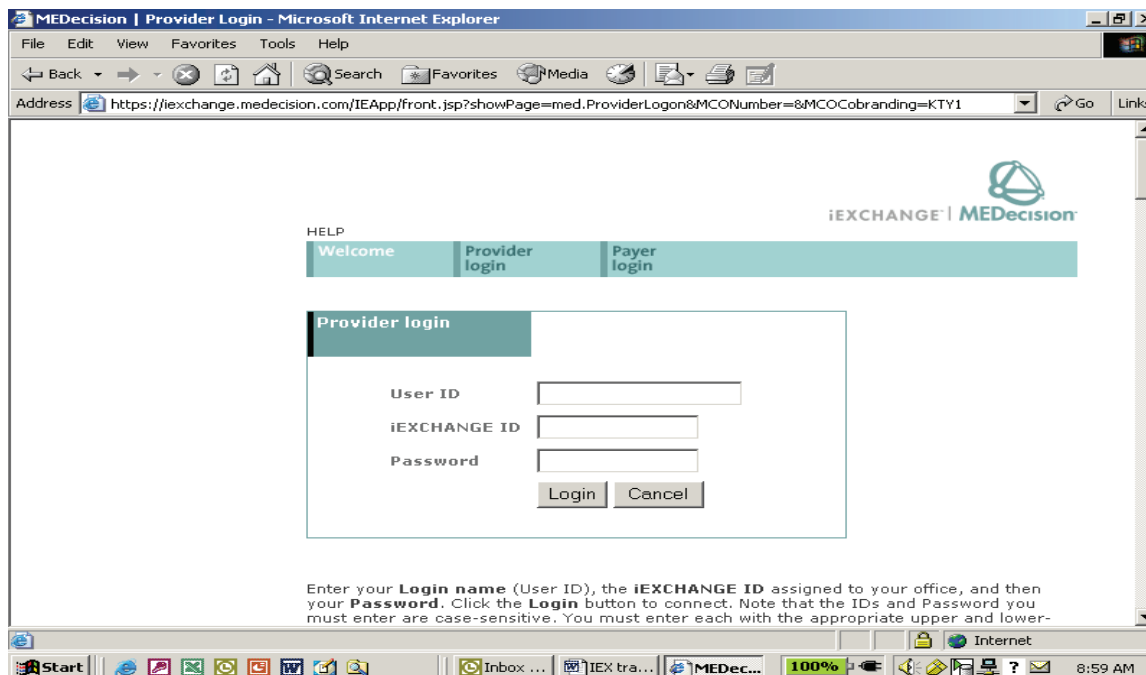 MEDecision | Provider Login - Microsoft Internet Explorer
File Edit View Favorites Tools Help
Back Search Favorites Media
Address https://iexchange.medecision.com/IEApp/front.jsp?showPage=med.ProviderLogon&MCONumber=&MCOCobranding=KTY1 Go Links
iEXCHANGE | MEDecision
HELP
Welcome Provider login Payer login
Provider login
User ID
iEXCHANGE ID
Password
Login Cancel
Enter your Login name (User ID), the iEXCHANGE ID assigned to your office, and then
your Password. Click the Login button to connect. Note that the IDs and Password you
must enter are case-sensitive. You must enter each with the appropriate upper and lower-
Internet
Start Inbox ... IEX tra... MEDec... 100% 8:59 AM